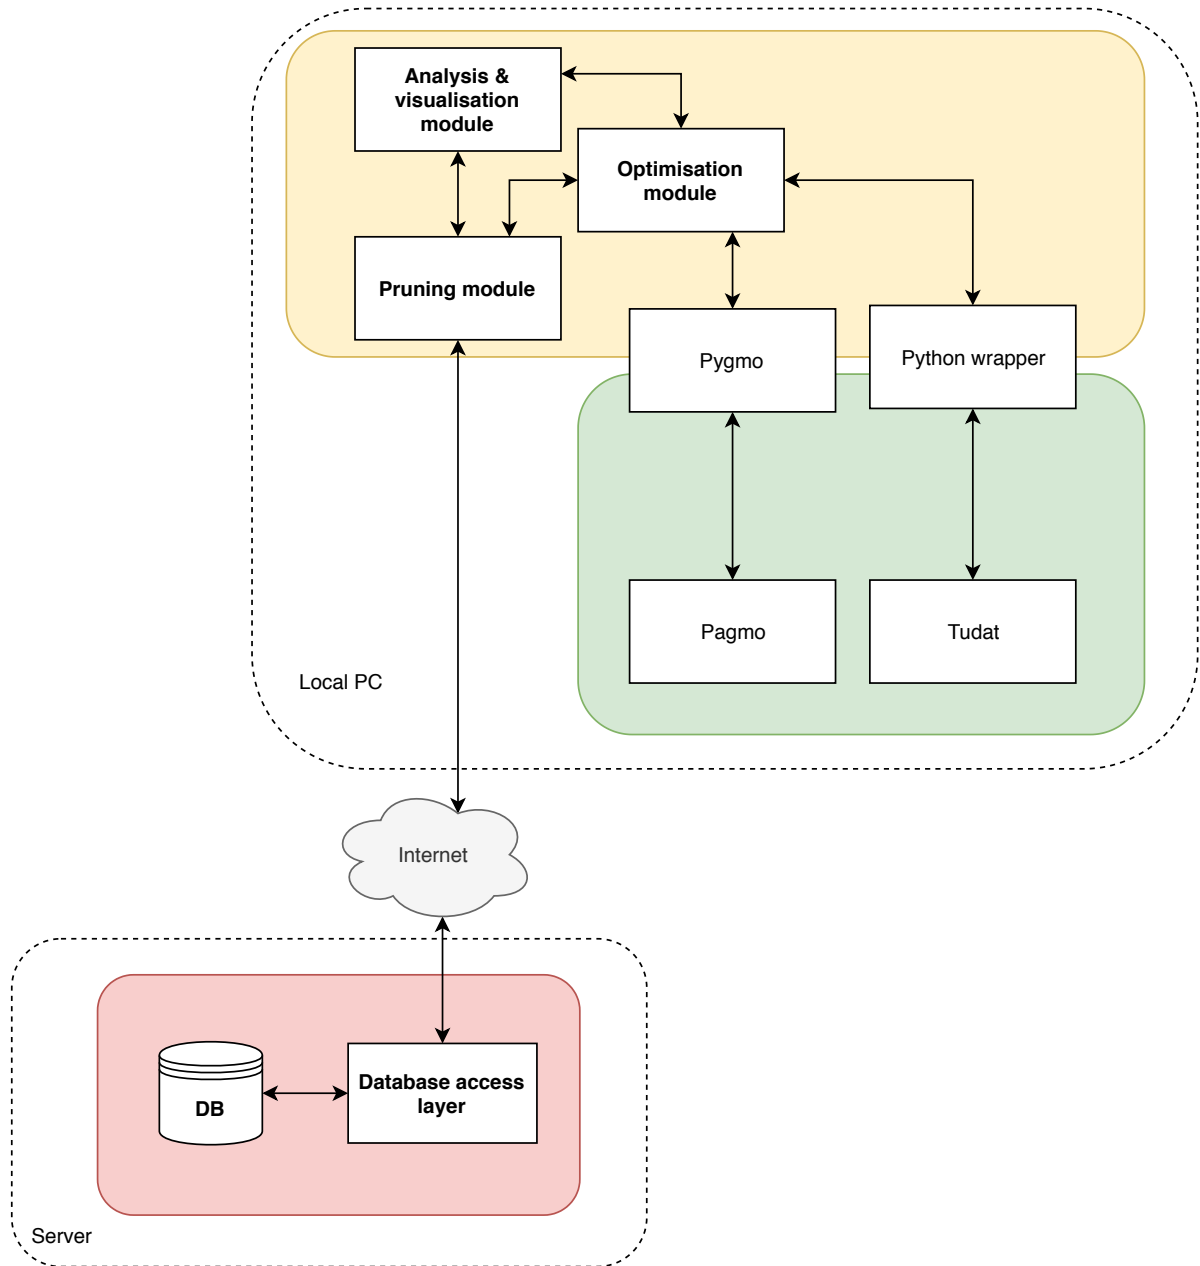 Analysis &
visualisation
module
Optimisation
module
Pruning module
Pygmo
Python wrapper
Pagmo
Tudat
Local PC
Internet
Database access
layer
DB
Server